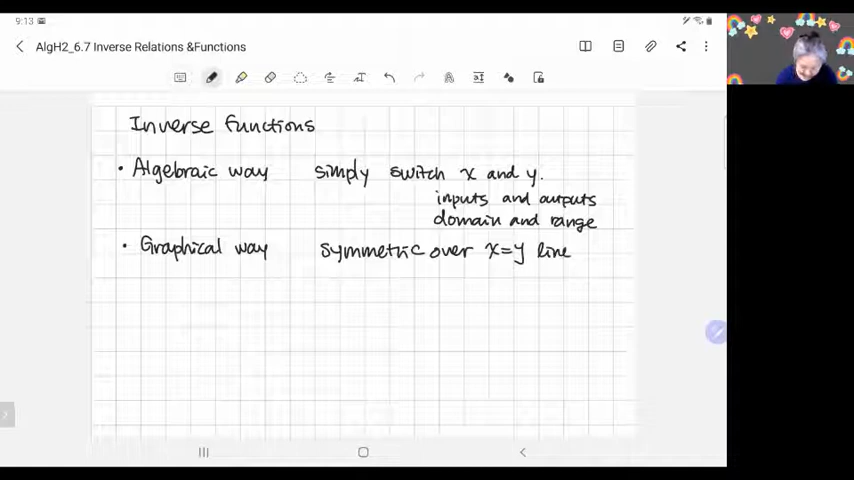 9:13
AlgH2_6.7 Inverse Relations &Functions
Inverse Functions
• Algebraic way simply switch x and y.
inputs and outputs
domain and range
• Graphical way symmetric over x=y line